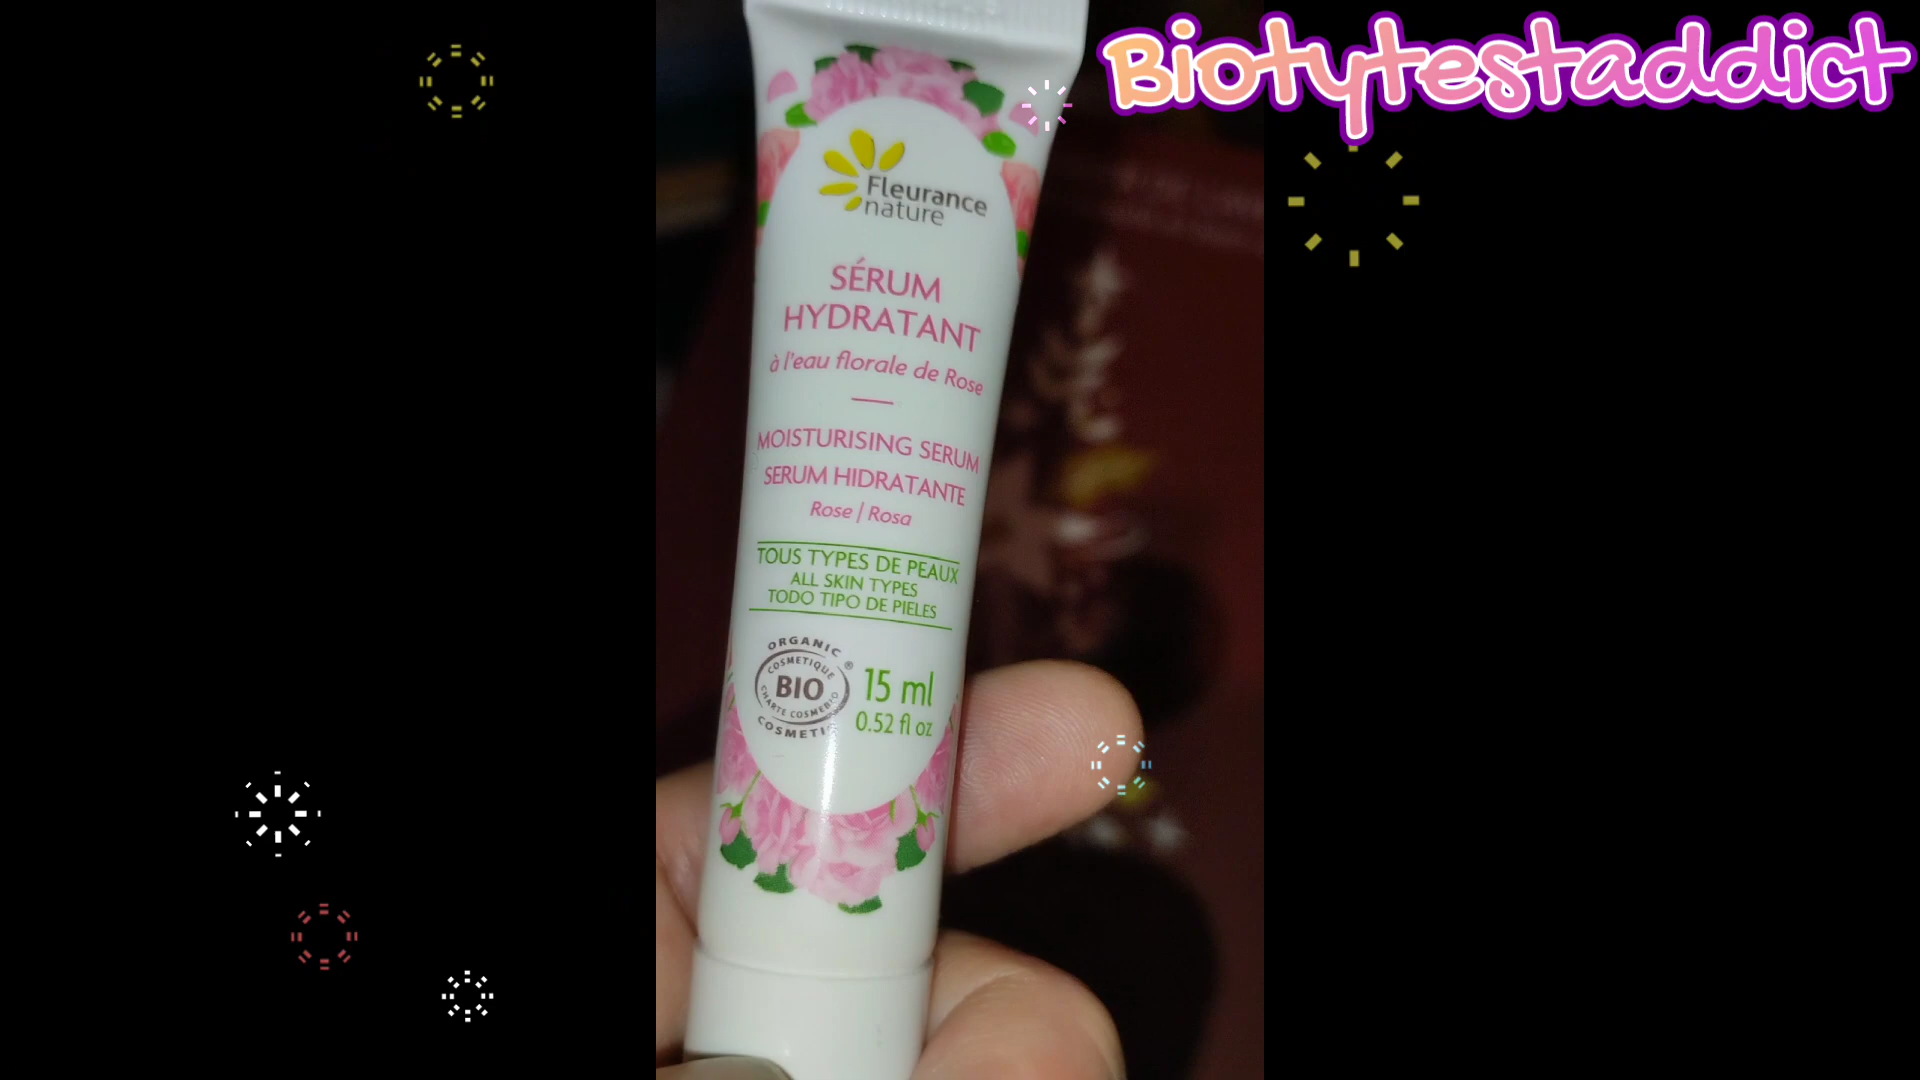 Biotytestaddict
Fleurance
nature
SÉRUM
HYDRATANT
à l'eau florale de Rose
MOISTURISING SERUM
SERUM HIDRATANTE
Rose | Rosa
TOUS TYPES DE PEAUX
ALL SKIN TYPES
TODO TIPO DE PIELES
ORGANIC
COSMETIQUE
BIO
CHARTE COSMEBIO
COSMETI
®
15 ml
0.52 fl oz